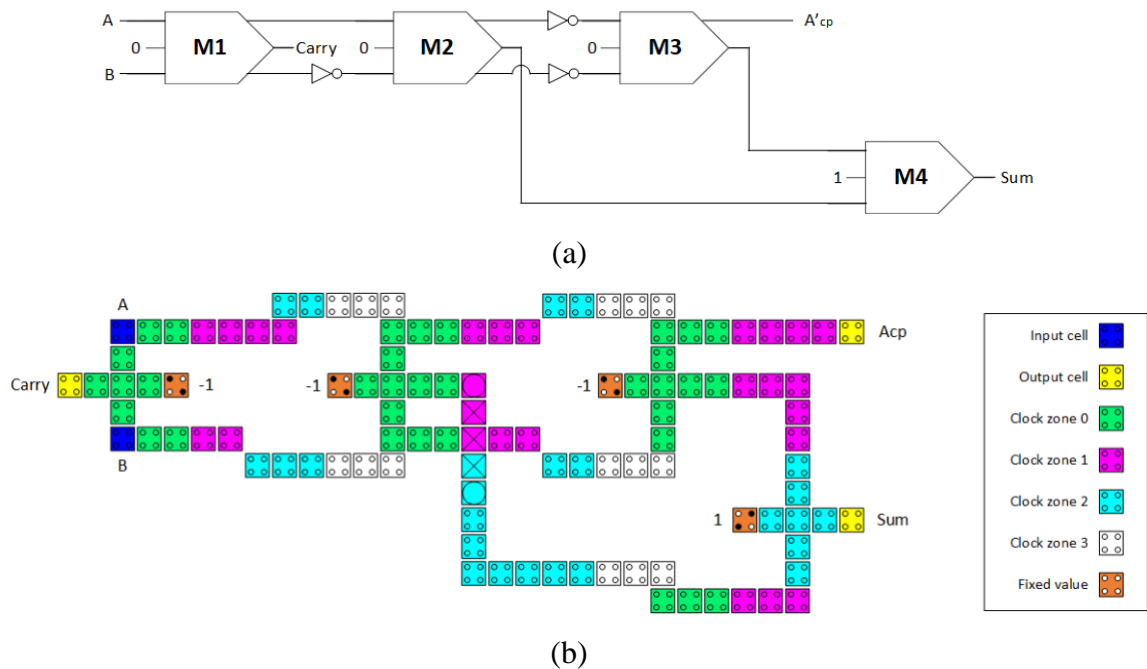 A
0
B
M1
Carry
0
M2
0
M3
A'cp
1
M4
Sum
(a)
A
Carry
-1
B
-1
-1
Acp
1
Sum
Input cell
Output cell
Clock zone 0
Clock zone 1
Clock zone 2
Clock zone 3
Fixed value
(b)